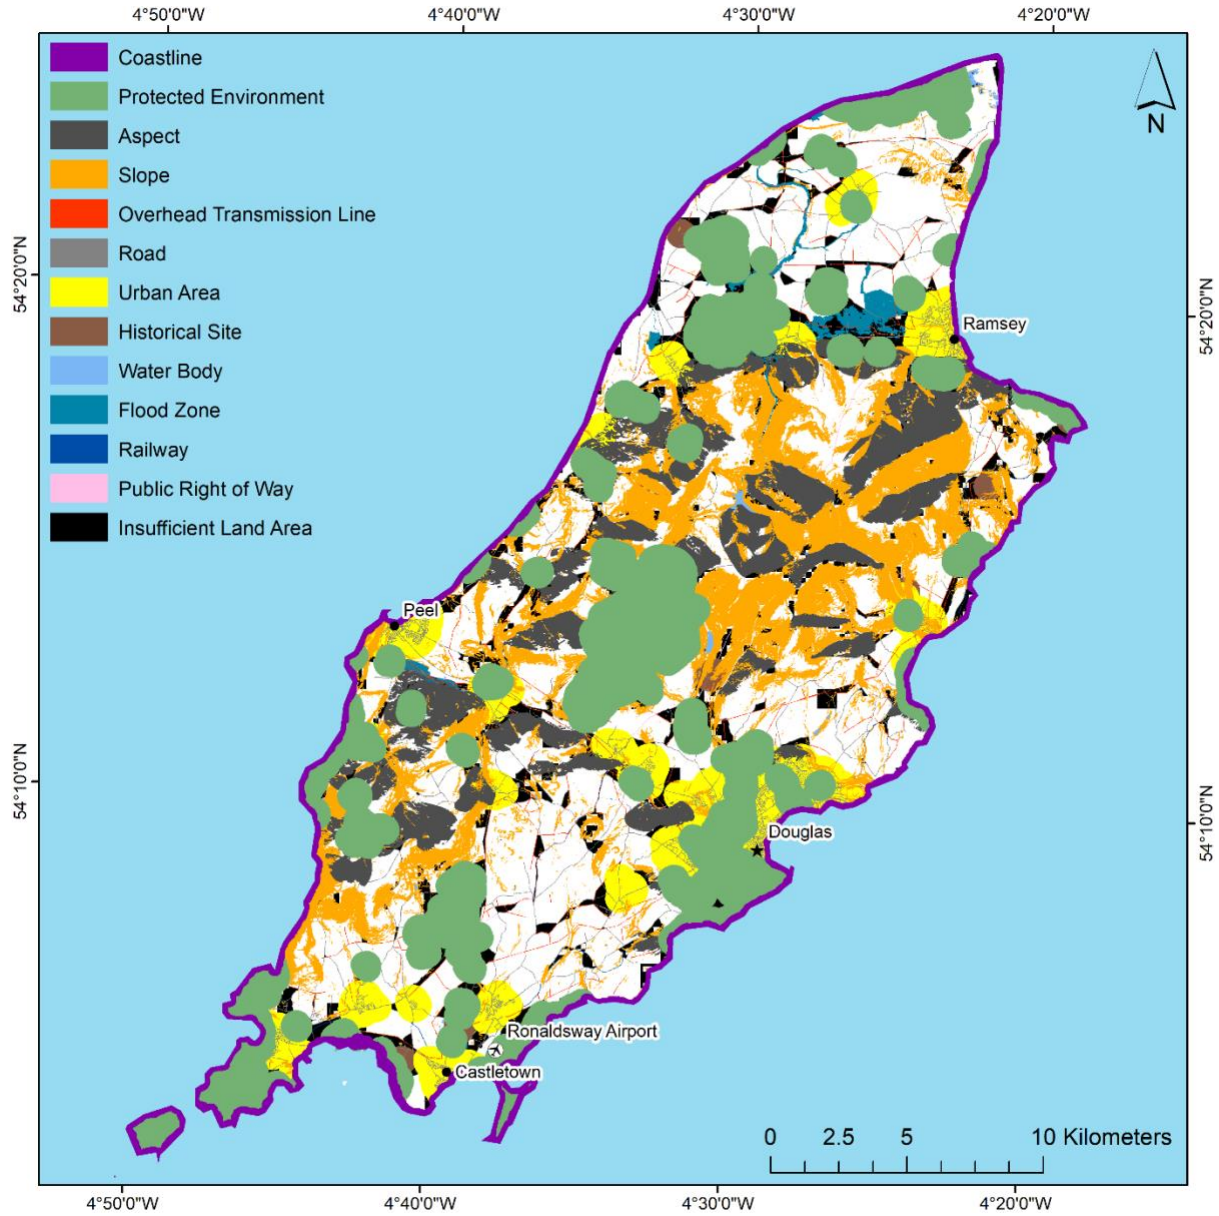 4°50'0"W
4°40'0"W
4°30'0"W
4°20'0"W
Coastline
Protected Environment
Aspect
Slope
Overhead Transmission Line
Road
Urban Area
Historical Site
Water Body
Flood Zone
Railway
Public Right of Way
Insufficient Land Area
N
54°20'0"N
54°20'0"N
Ramsey
Peel
54°10'0"N
54°10'0"N
Douglas
Ronaldsway Airport
Castletown
0 2.5 5 10 Kilometers
4°50'0"W
4°40'0"W
4°30'0"W
4°20'0"W